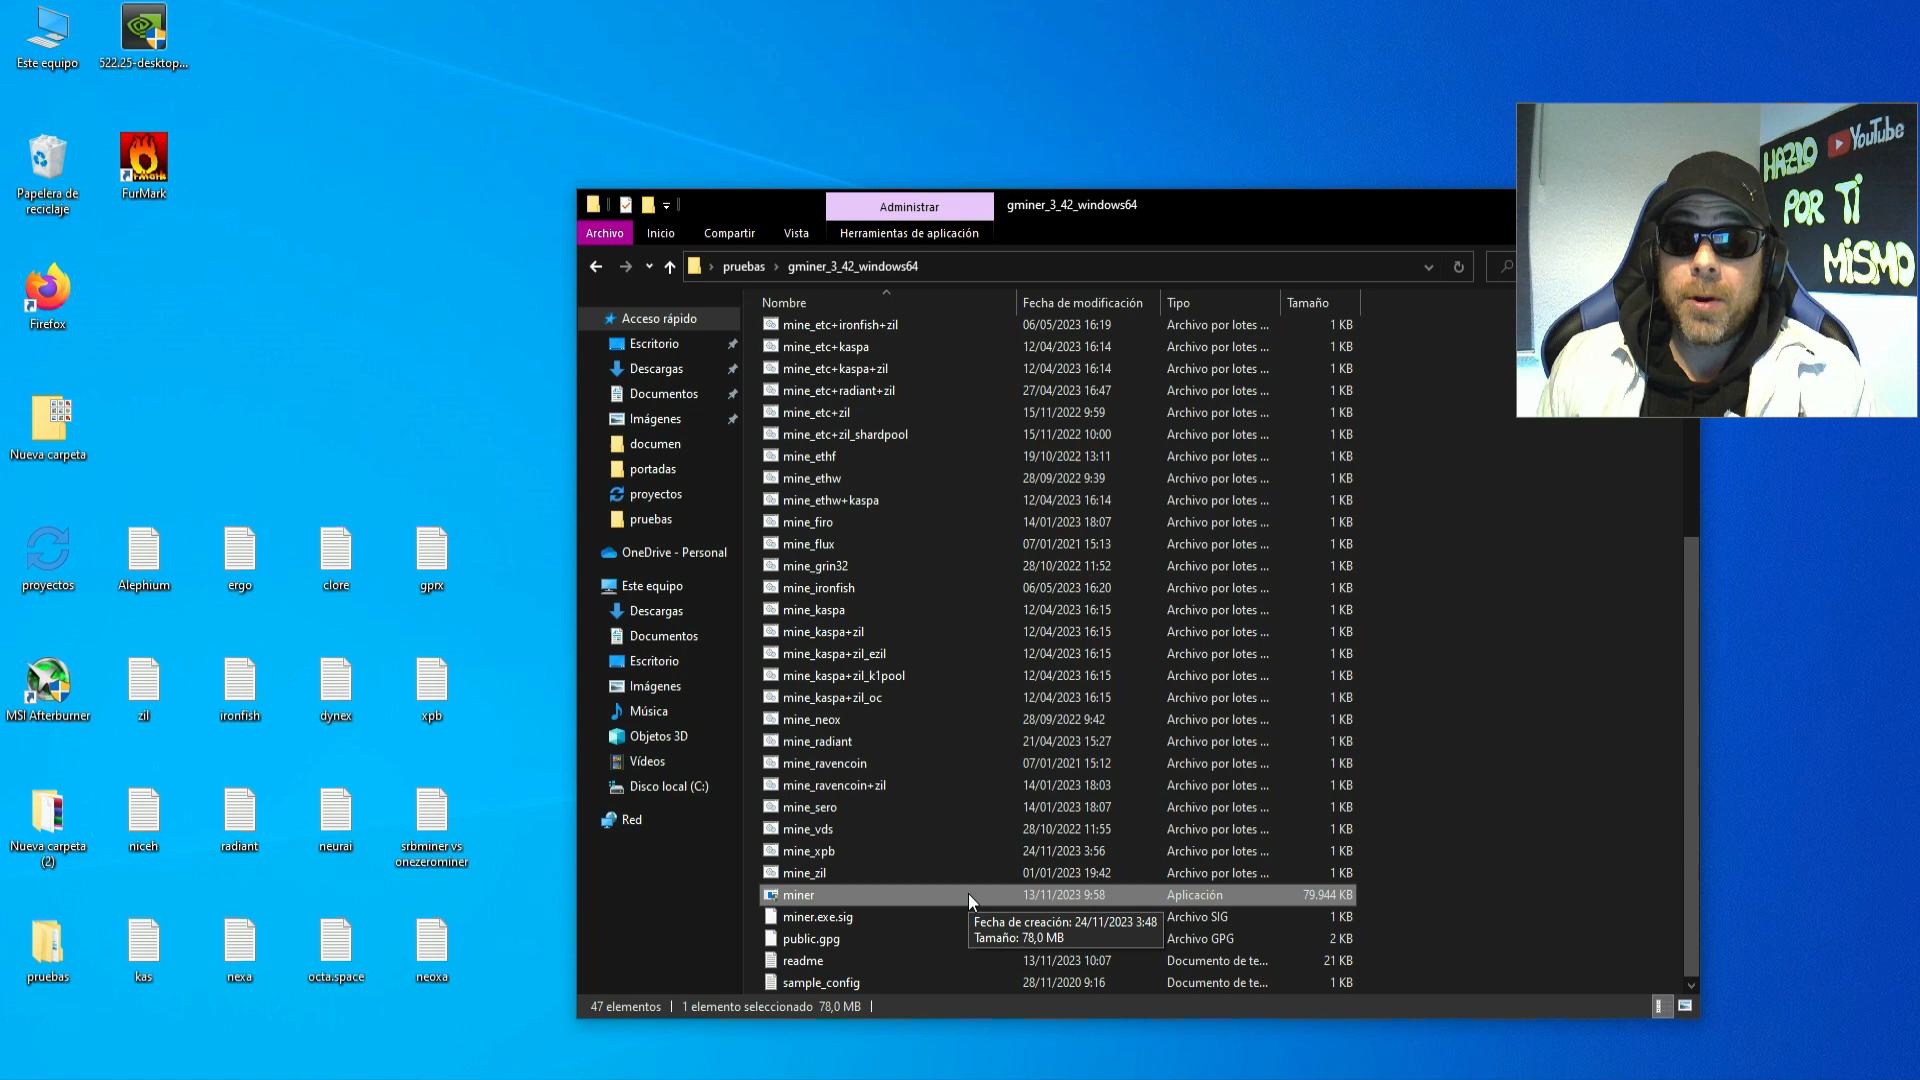 Este equipo
522.25-desktop...
Papelera de
reciclaje
FurMark
Firefox
Nueva carpeta
proyectos
Alephium
ergo
clore
gprx
MSI Afterburner
zil
ironfish
dynex
xpb
Nueva carpeta
(2)
niceh
radiant
neurai
srbminer vs
onezerominer
pruebas
kas
nexa
octa.space
neoxa
Administrar
gminer_3_42_windows64
Archivo
Inicio
Compartir
Vista
Herramientas de aplicación
pruebas
gminer_3_42_windows64
Acceso rápido
Escritorio
Descargas
Documentos
Imágenes
documen
portadas
proyectos
pruebas
OneDrive - Personal
Este equipo
Descargas
Documentos
Escritorio
Imágenes
Música
Objetos 3D
Vídeos
Disco local (C:)
Red
Nombre Fecha de modificación Tipo Tamaño
mine_etc+ironfish+zil 06/05/2023 16:19 Archivo por lotes ... 1 KB
mine_etc+kaspa 12/04/2023 16:14 Archivo por lotes ... 1 KB
mine_etc+kaspa+zil 12/04/2023 16:14 Archivo por lotes ... 1 KB
mine_etc+radiant+zil 27/04/2023 16:47 Archivo por lotes ... 1 KB
mine_etc+zil 15/11/2022 9:59 Archivo por lotes ... 1 KB
mine_etc+zil_shardpool 15/11/2022 10:00 Archivo por lotes ... 1 KB
mine_ethf 19/10/2022 13:11 Archivo por lotes ... 1 KB
mine_ethw 28/09/2022 9:39 Archivo por lotes ... 1 KB
mine_ethw+kaspa 12/04/2023 16:14 Archivo por lotes ... 1 KB
mine_firo 14/01/2023 18:07 Archivo por lotes ... 1 KB
mine_flux 07/01/2021 15:13 Archivo por lotes ... 1 KB
mine_grin32 28/10/2022 11:52 Archivo por lotes ... 1 KB
mine_ironfish 06/05/2023 16:20 Archivo por lotes ... 1 KB
mine_kaspa 12/04/2023 16:15 Archivo por lotes ... 1 KB
mine_kaspa+zil 12/04/2023 16:15 Archivo por lotes ... 1 KB
mine_kaspa+zil_ezil 12/04/2023 16:15 Archivo por lotes ... 1 KB
mine_kaspa+zil_k1pool 12/04/2023 16:15 Archivo por lotes ... 1 KB
mine_kaspa+zil_oc 12/04/2023 16:15 Archivo por lotes ... 1 KB
mine_neox 28/09/2022 9:42 Archivo por lotes ... 1 KB
mine_radiant 21/04/2023 15:27 Archivo por lotes ... 1 KB
mine_ravencoin 07/01/2021 15:12 Archivo por lotes ... 1 KB
mine_ravencoin+zil 14/01/2023 18:03 Archivo por lotes ... 1 KB
mine_sero 14/01/2023 18:07 Archivo por lotes ... 1 KB
mine_vds 28/10/2022 11:55 Archivo por lotes ... 1 KB
mine_xpb 24/11/2023 3:56 Archivo por lotes ... 1 KB
mine_zil 01/01/2023 19:42 Archivo por lotes ... 1 KB
miner 13/11/2023 9:58 Aplicación 79.944 KB
miner.exe.sig Archivo SIG 1 KB
public.gpg Archivo GPG 2 KB
readme 13/11/2023 10:07 Documento de te... 21 KB
sample_config 28/11/2020 9:16 Documento de te... 1 KB
Fecha de creación: 24/11/2023 3:48
Tamaño: 78,0 MB
47 elementos
1 elemento seleccionado 78,0 MB
YouTube
HAZLO
POR TI
MISMO